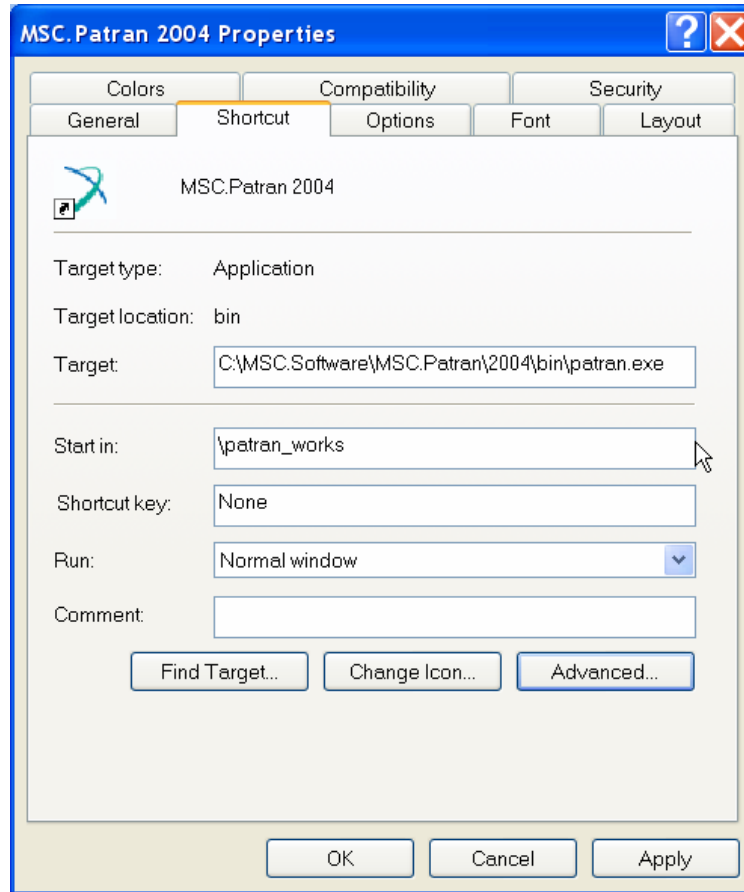 MSC.Patran 2004 Properties
?
Colors Compatibility Security
General Shortcut Options Font Layout
MSC.Patran 2004
Target type: Application
Target location: bin
Target: C:\MSC.Software\MSC.Patran\2004\bin\patran.exe
Start in: \patran_works
Shortcut key: None
Run: Normal window
Comment:
Find Target... Change Icon... Advanced...
OK Cancel Apply